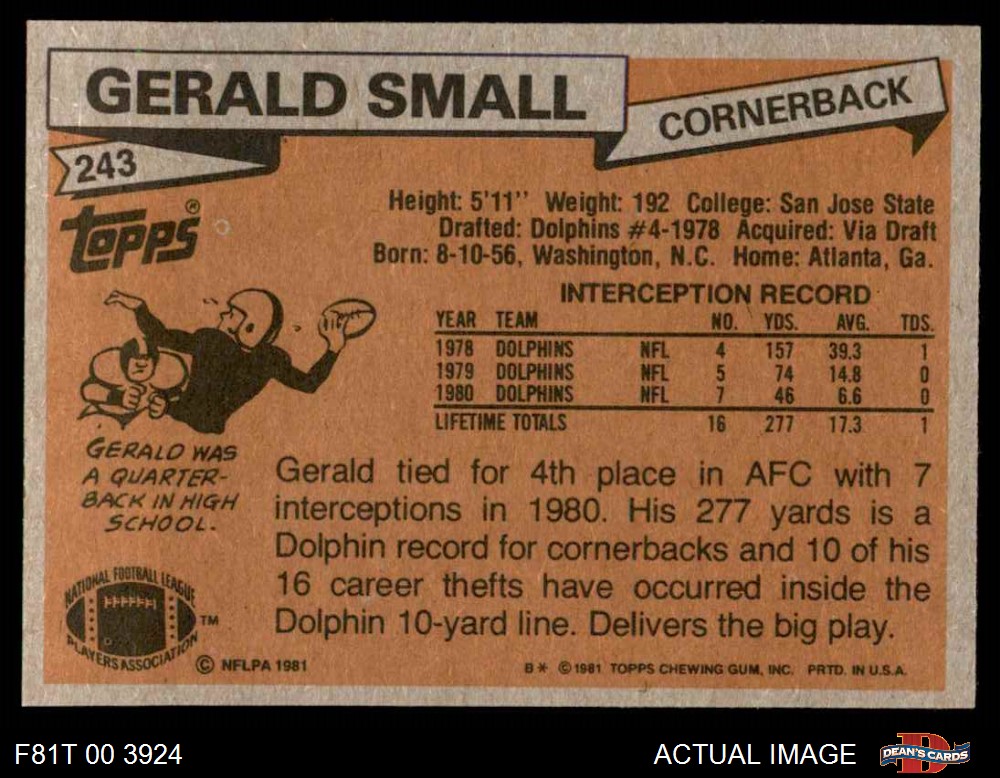 GERALD SMALL
CORNERBACK
243
TOPPS®
Height: 5'11'' Weight: 192 College: San Jose State
Drafted: Dolphins #4-1978 Acquired: Via Draft
Born: 8-10-56, Washington, N.C. Home: Atlanta, Ga.
INTERCEPTION RECORD
YEAR TEAM NO. YDS. AVG. TDS.
1978 DOLPHINS NFL 4 157 39.3 1
1979 DOLPHINS NFL 5 74 14.8 0
1980 DOLPHINS NFL 7 46 6.6 0
LIFETIME TOTALS 16 277 17.3 1
GERALD WAS
A QUARTER-
BACK IN HIGH
SCHOOL.
Gerald tied for 4th place in AFC with 7
interceptions in 1980. His 277 yards is a
Dolphin record for cornerbacks and 10 of his
16 career thefts have occurred inside the
Dolphin 10-yard line. Delivers the big play.
NATIONAL FOOTBALL LEAGUE
PLAYERS ASSOCIATION
TM
© NFLPA 1981
B* © 1981 TOPPS CHEWING GUM, INC. PRTD. IN U.S.A.
F81T 00 3924
ACTUAL IMAGE
D
DEAN'S CARDS